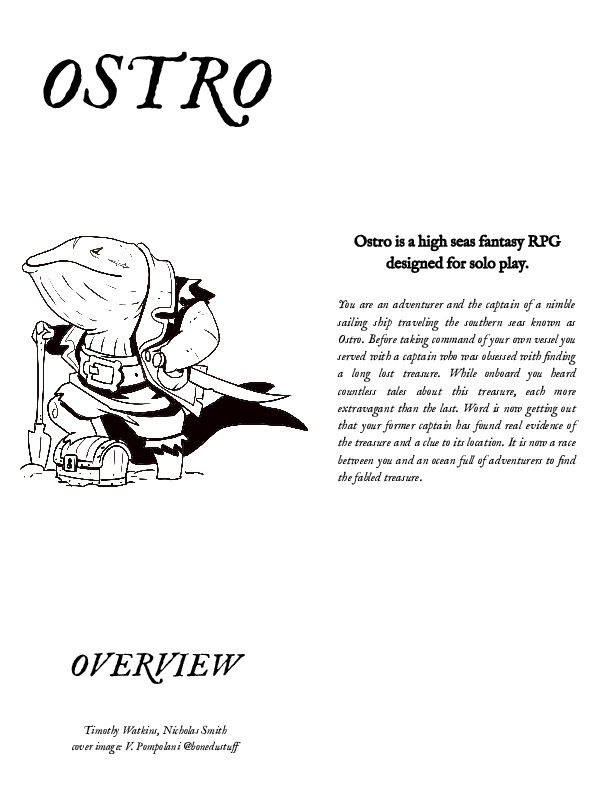 OSTRO
Ostro is a high seas fantasy RPG
designed for solo play.
You are an adventurer and the captain of a nimble
sailing ship traveling the southern seas known as
Ostro. Before taking command of your own vessel you
served with a captain who was obsessed with finding
a long lost treasure. While onboard you heard
countless tales about this treasure, each more
extravagant than the last. Word is now getting out
that your former captain has found real evidence of
the treasure and a clue to its location. It is now a race
between you and an ocean full of adventurers to find
the fabled treasure.
OVERVIEW
Timothy Watkins, Nicholas Smith
cover image: V. Pompolani @bonedustuff